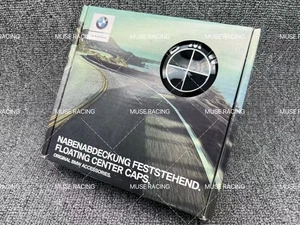 MUSE.RACING MUSE.RACING MUSE.RACING
BMW
NABENABDECKUNG FESTSTEHEND,
FLOATING CENTER CAPS.
ORIGINAL BMW ACCESSORIES.
MUSE.RACING MUSE.RACING MUSE.RACING
MUSE.RACING MUSE.RACING MUSE.RACING